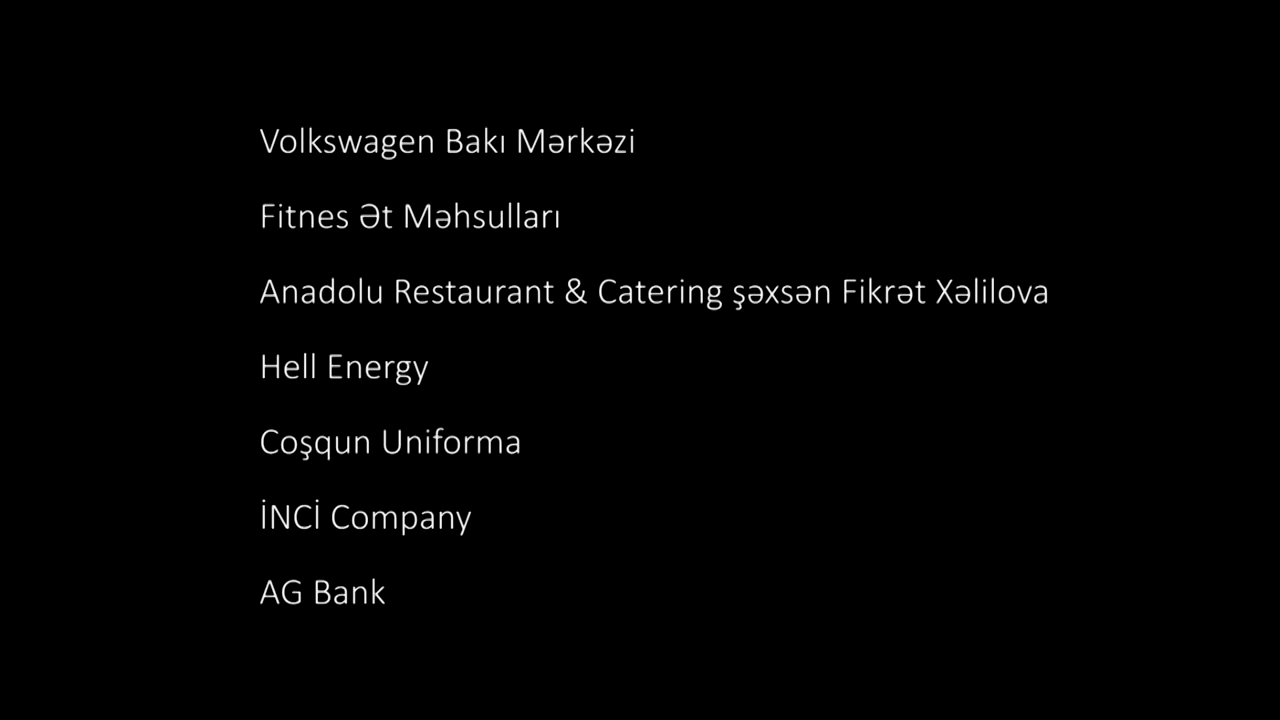 Volkswagen Bakı Mərkəzi
Fitnes Ət Məhsulları
Anadolu Restaurant & Catering şəxsən Fikrət Xəlilova
Hell Energy
Coşqun Uniforma
İNCİ Company
AG Bank